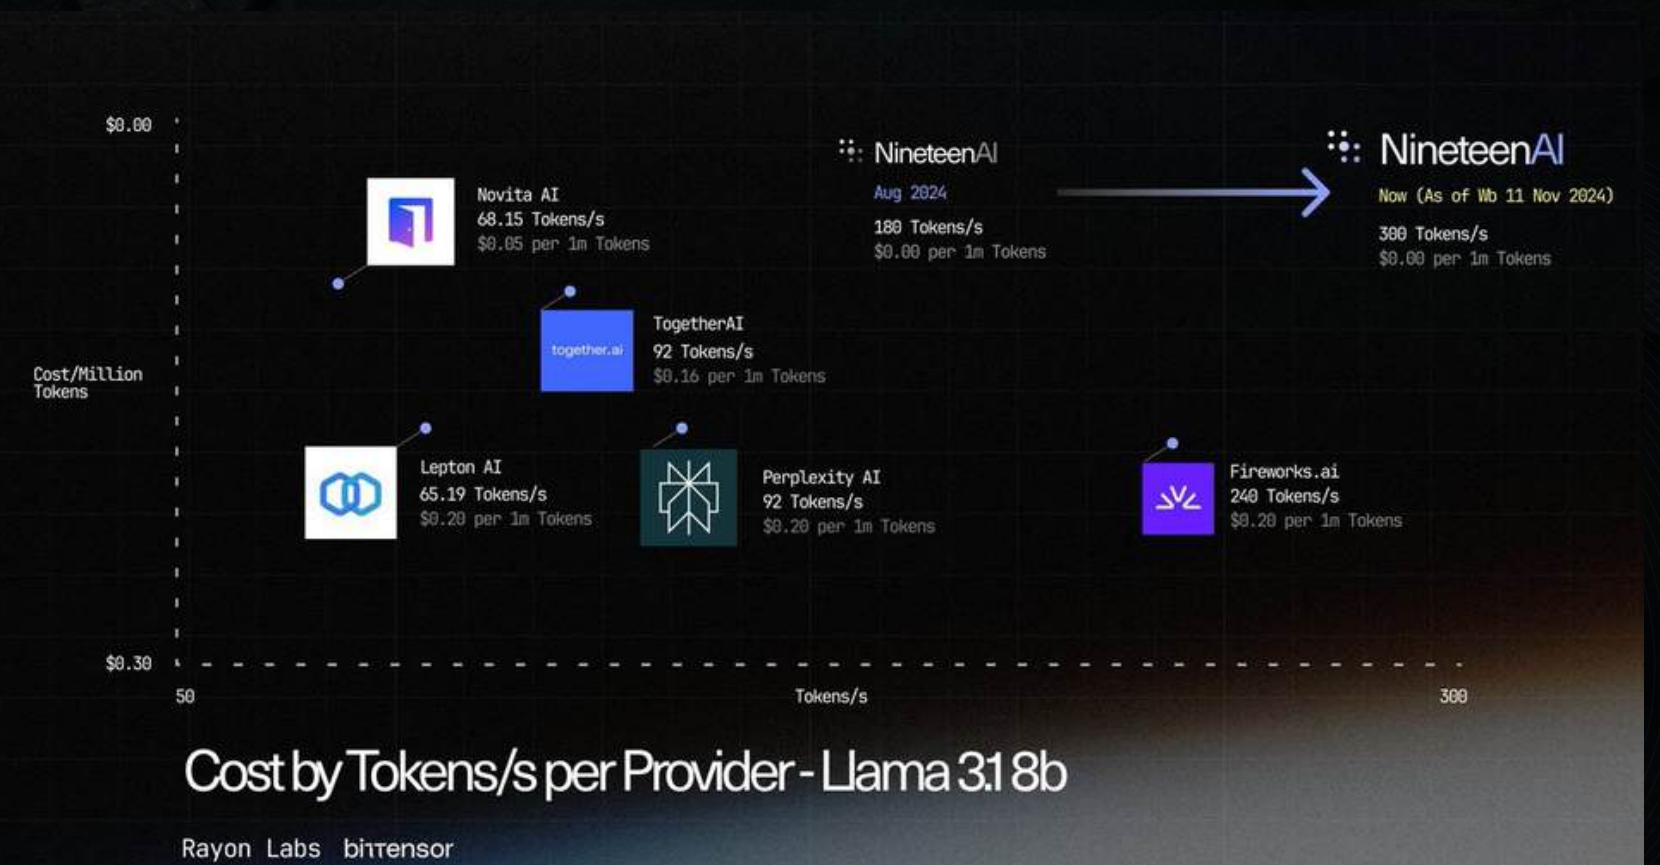 $0.00
NineteenAI
Aug 2024
180 Tokens/s
$0.00 per 1m Tokens
NineteenAI
Now (As of Wb 11 Nov 2024)
300 Tokens/s
$0.00 per 1m Tokens
Novita AI
68.15 Tokens/s
$0.05 per 1m Tokens
together.ai
TogetherAI
92 Tokens/s
$0.16 per 1m Tokens
Cost/Million
Tokens
Lepton AI
65.19 Tokens/s
$0.20 per 1m Tokens
Perplexity AI
92 Tokens/s
$0.20 per 1m Tokens
Fireworks.ai
240 Tokens/s
$0.20 per 1m Tokens
$0.30
50
Tokens/s
300
Cost by Tokens/s per Provider - Llama 3.1 8b
Rayon Labs bittensor